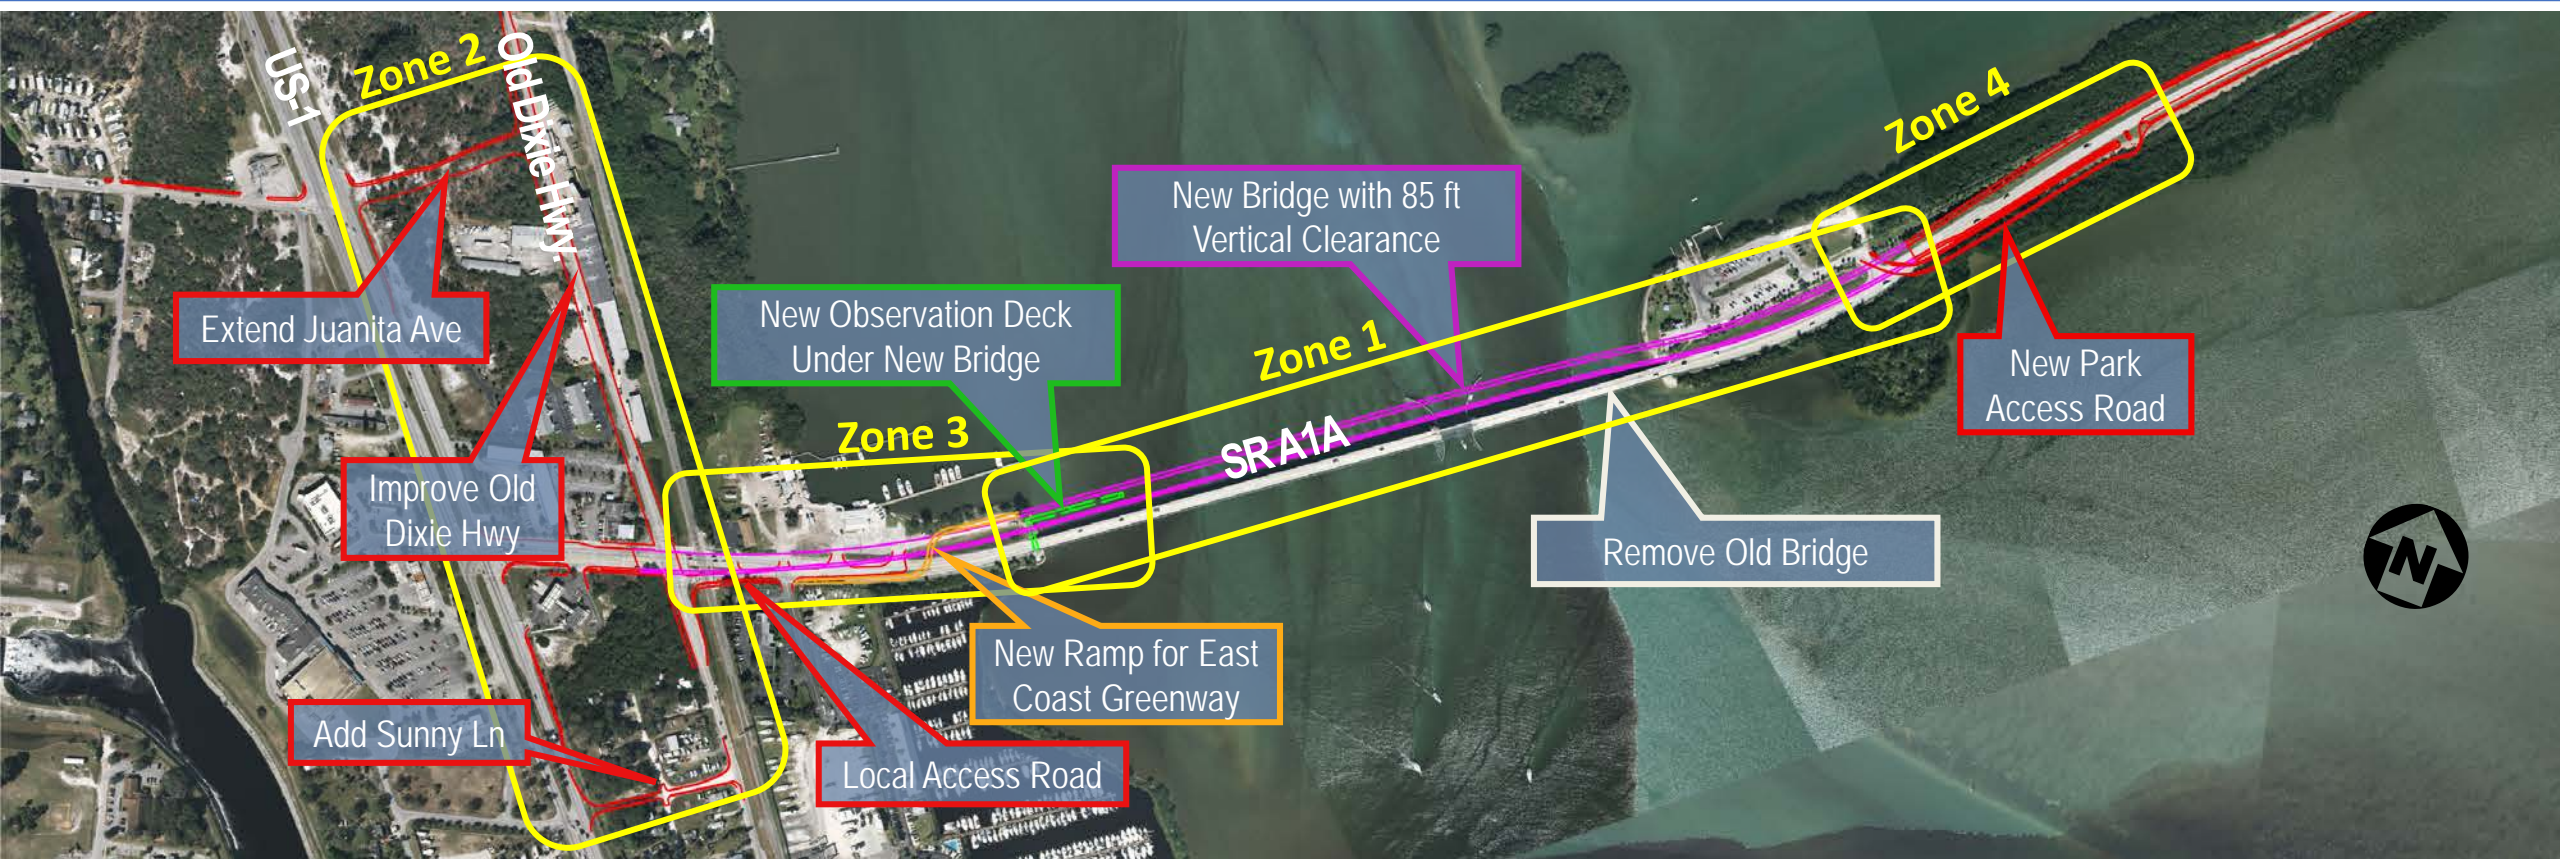 US-1
Zone 2
Old Dixie Hwy.
Zone 4
New Bridge with 85 ft
Vertical Clearance
Extend Juanita Ave
New Observation Deck
Under New Bridge
Zone 1
New Park
Access Road
Zone 3
SR A1A
Improve Old
Dixie Hwy
Remove Old Bridge
N
New Ramp for East
Coast Greenway
Add Sunny Ln
Local Access Road